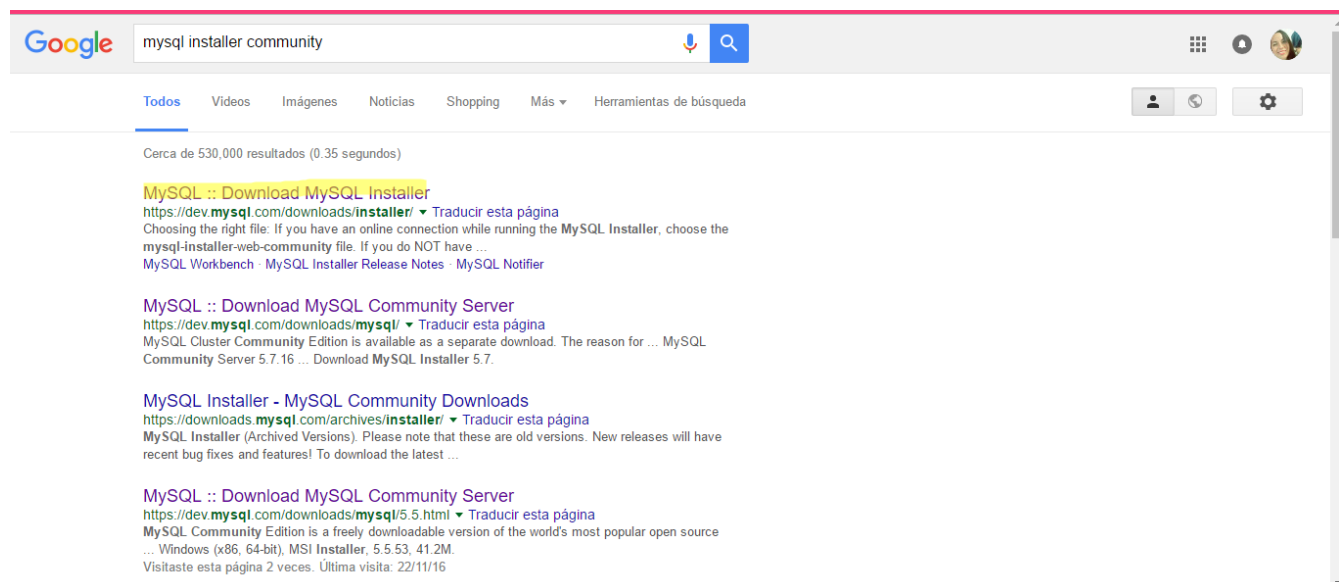 Google
mysql installer community
Todos Videos Imágenes Noticias Shopping Más Herramientas de búsqueda
Cerca de 530,000 resultados (0.35 segundos)
MySQL :: Download MySQL Installer
https://dev.mysql.com/downloads/installer/ Traducir esta página
Choosing the right file: If you have an online connection while running the MySQL Installer, choose the
mysql-installer-web-community file. If you do NOT have ...
MySQL Workbench · MySQL Installer Release Notes · MySQL Notifier
MySQL :: Download MySQL Community Server
https://dev.mysql.com/downloads/mysql/ Traducir esta página
MySQL Cluster Community Edition is available as a separate download. The reason for ... MySQL
Community Server 5.7.16 ... Download MySQL Installer 5.7.
MySQL Installer - MySQL Community Downloads
https://downloads.mysql.com/archives/installer/ Traducir esta página
MySQL Installer (Archived Versions). Please note that these are old versions. New releases will have
recent bug fixes and features! To download the latest ...
MySQL :: Download MySQL Community Server
https://dev.mysql.com/downloads/mysql/5.5.html Traducir esta página
MySQL Community Edition is a freely downloadable version of the world's most popular open source
... Windows (x86, 64-bit), MSI Installer, 5.5.53, 41.2M.
Visitaste esta página 2 veces. Última visita: 22/11/16